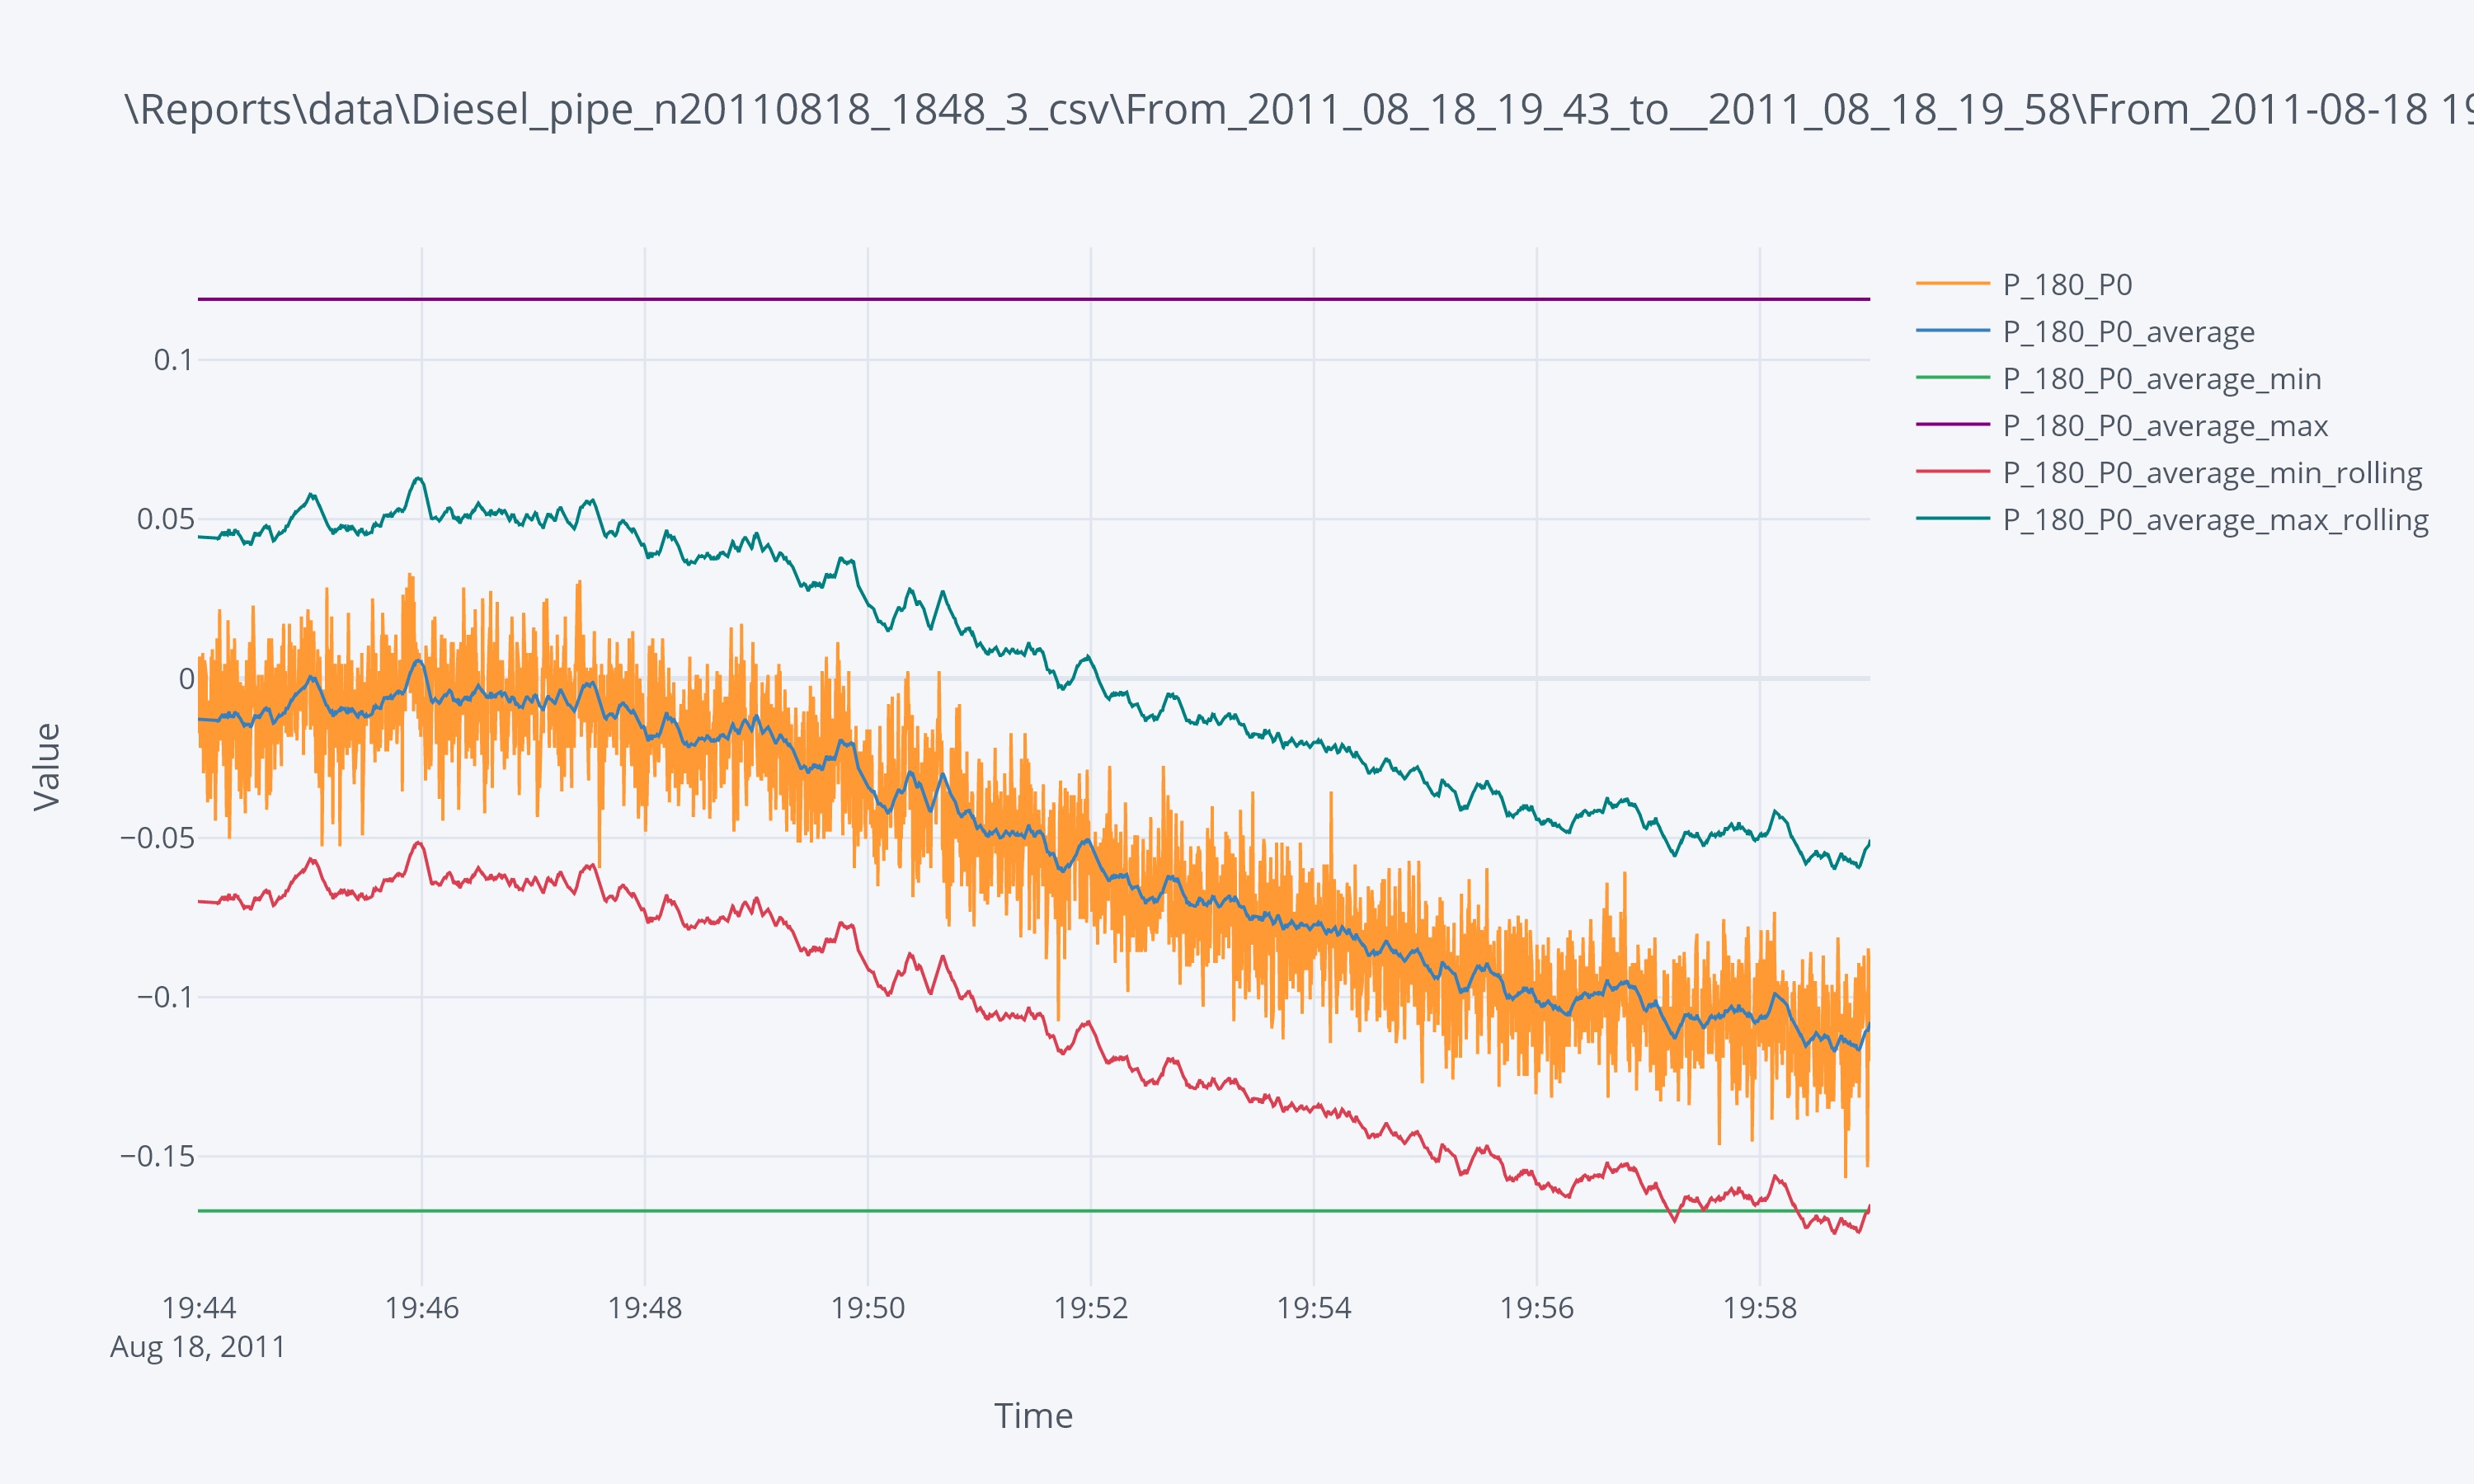 \Reports\data\Diesel_pipe_n20110818_1848_3_csv\From_2011_08_18_19_43_to__2011_08_18_19_58\From_2011-08-18 19
P_180_P0
P_180_P0_average
P_180_P0_average_min
P_180_P0_average_max
P_180_P0_average_min_rolling
P_180_P0_average_max_rolling
0.1
0.05
0
−0.05
−0.1
−0.15
Value
19:44 19:46 19:48 19:50 19:52 19:54 19:56 19:58
Aug 18, 2011
Time